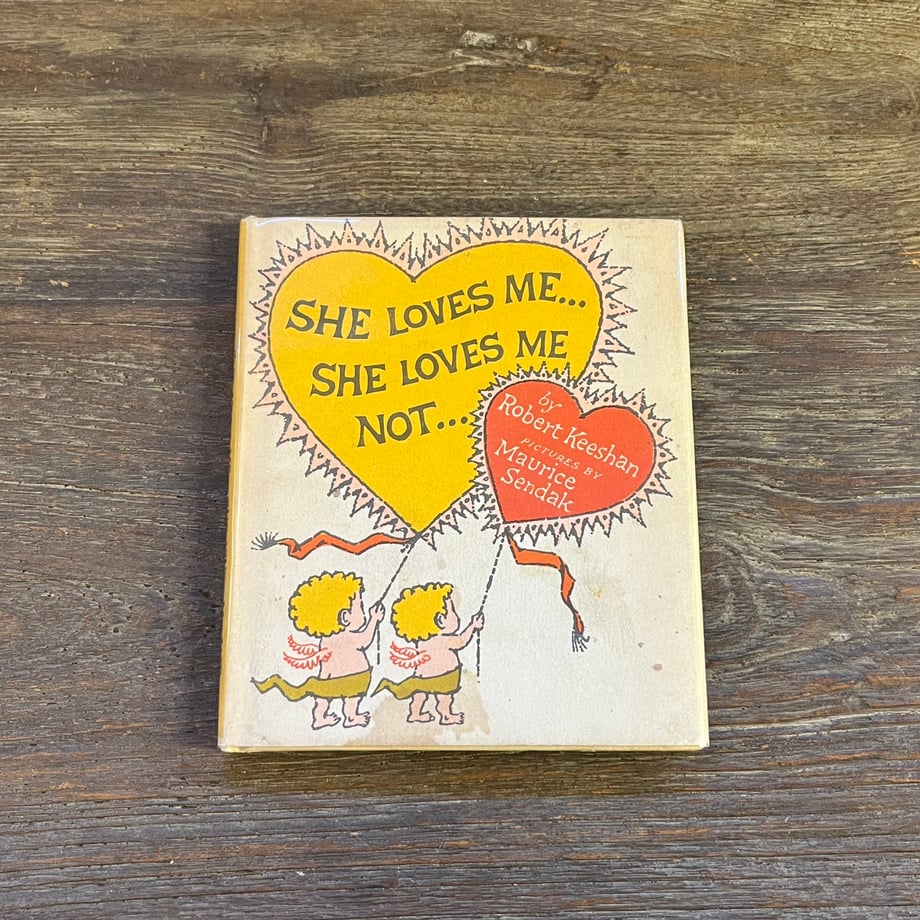 SHE LOVES ME...
SHE LOVES ME
NOT...
by
Robert Keeshan
PICTURES BY
Maurice
Sendak